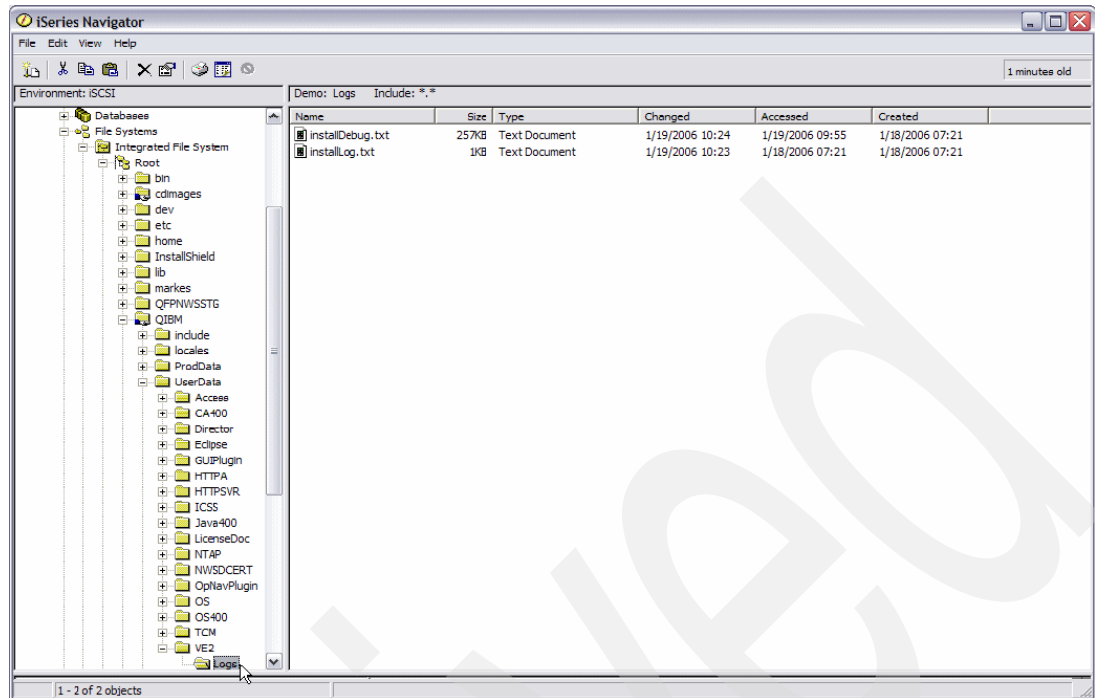 iSeries Navigator
File Edit View Help
1 minutes old
Environment: iSCSI
Demo: Logs Include: *.*
Databases
File Systems
Integrated File System
Root
bin
cdimages
dev
etc
home
InstallShield
lib
markes
QFPNWSSTG
QIBM
include
locales
ProdData
UserData
Access
CA400
Director
Eclipse
GUIPlugin
HTTPA
HTTPSVR
ICSS
Java400
LicenseDoc
NTAP
NWSDCERT
OpNavPlugin
OS
OS400
TCM
VE2
Logs
Name Size Type Changed Accessed Created
installDebug.txt 257KB Text Document 1/19/2006 10:24 1/19/2006 09:55 1/18/2006 07:21
installLog.txt 1KB Text Document 1/19/2006 10:23 1/18/2006 07:21 1/18/2006 07:21
1 - 2 of 2 objects